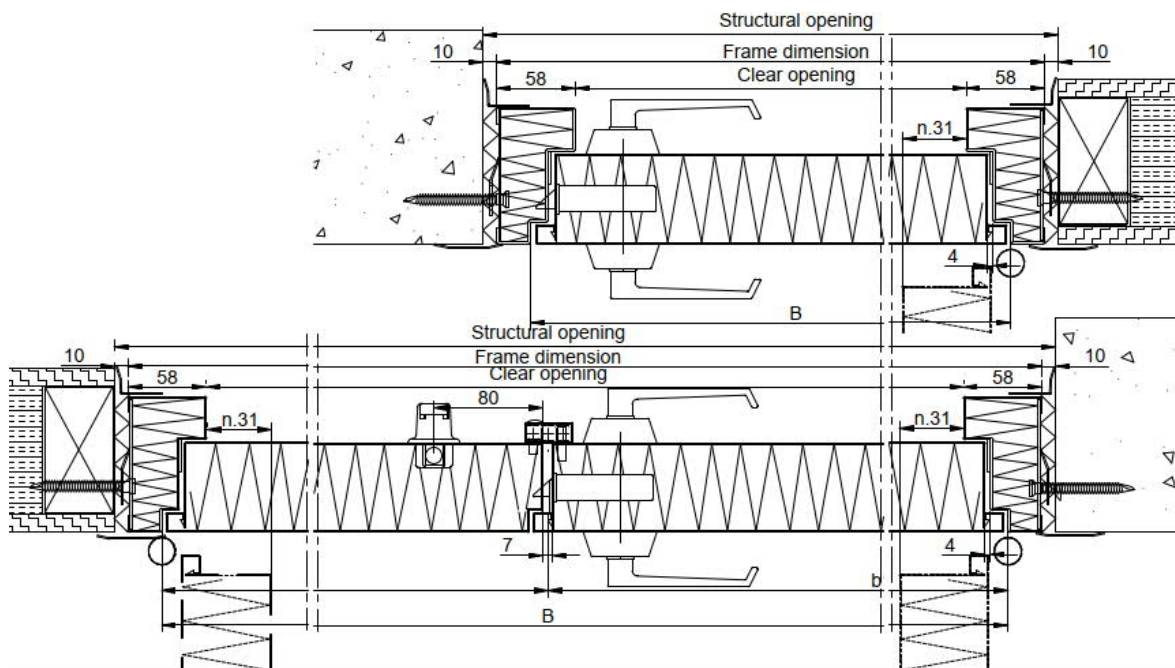 Structural opening
10 Frame dimension 10
58 Clear opening 58
n.31
4
B
Structural opening
10 Frame dimension 10
58 Clear opening 58
n.31 80 n.31
7 4
b
B